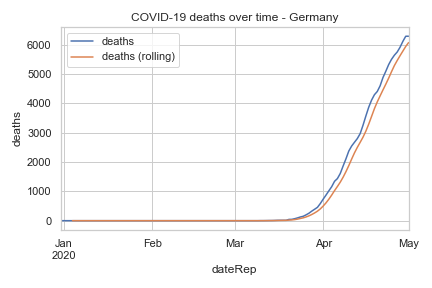 COVID-19 deaths over time - Germany
deaths
deaths (rolling)
6000
5000
4000
3000
2000
1000
0
deaths
Jan
2020
Feb
Mar
Apr
May
dateRep